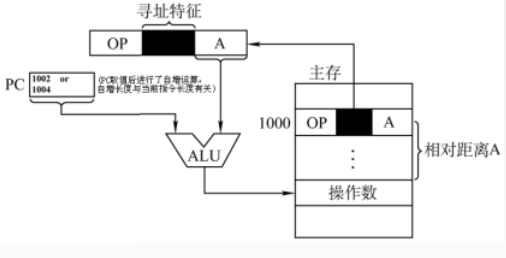 寻址特征
OP
A
主存
PC
1002 or
1004
(PC取值后进行了自增运算，
自增长度与当前指令长度有关)
1000
OP
A
ALU
相对距离A
操作数